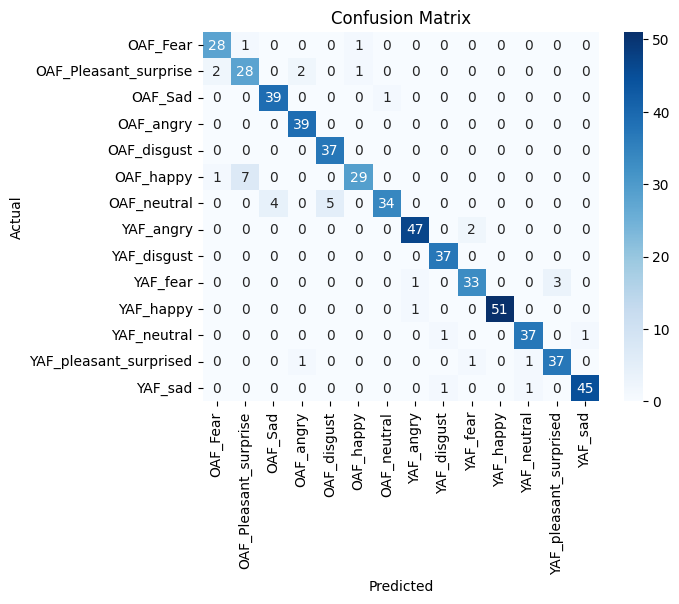 Confusion Matrix
OAF_Fear 28 1 0 0 0 1 0 0 0 0 0 0 0 0
OAF_Pleasant_surprise 2 28 0 2 0 1 0 0 0 0 0 0 0 0
OAF_Sad 0 0 39 0 0 0 1 0 0 0 0 0 0 0
OAF_angry 0 0 0 39 0 0 0 0 0 0 0 0 0 0
OAF_disgust 0 0 0 0 37 0 0 0 0 0 0 0 0 0
OAF_happy 1 7 0 0 0 29 0 0 0 0 0 0 0 0
OAF_neutral 0 0 4 0 5 0 34 0 0 0 0 0 0 0
YAF_angry 0 0 0 0 0 0 0 47 0 2 0 0 0 0
YAF_disgust 0 0 0 0 0 0 0 0 37 0 0 0 0 0
YAF_fear 0 0 0 0 0 0 0 1 0 33 0 0 3 0
YAF_happy 0 0 0 0 0 0 0 1 0 0 51 0 0 0
YAF_neutral 0 0 0 0 0 0 0 0 1 0 0 37 0 1
YAF_pleasant_surprised 0 0 0 1 0 0 0 0 0 1 0 1 37 0
YAF_sad 0 0 0 0 0 0 0 0 1 0 0 1 0 45
Actual
OAF_Fear
OAF_Pleasant_surprise
OAF_Sad
OAF_angry
OAF_disgust
OAF_happy
OAF_neutral
YAF_angry
YAF_disgust
YAF_fear
YAF_happy
YAF_neutral
YAF_pleasant_surprised
YAF_sad
Predicted
50
40
30
20
10
0